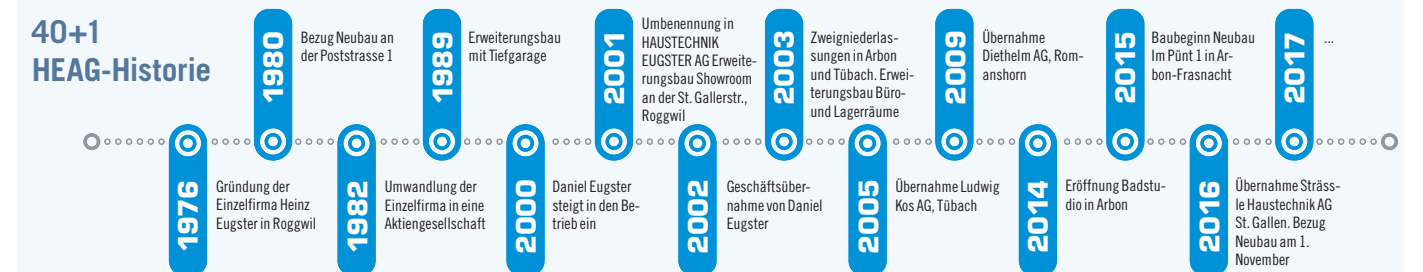 40+1
HEAG-Historie
1976
Gründung der
Einzelfirma Heinz
Eugster in Roggwil
1980
Bezug Neubau an
der Poststrasse 1
1982
Umwandlung der
Einzelfirma in eine
Aktiengesellschaft
1989
Erweiterungsbau
mit Tiefgarage
2000
Daniel Eugster
steigt in den Be-
trieb ein
2001
Umbenennung in
HAUSTECHNIK
EUGSTER AG Erweite-
rungsbau Showroom
an der St. Gallerstr.,
Roggwil
2002
Geschäftsüber-
nahme von Daniel
Eugster
2003
Zweigniederlas-
sungen in Arbon
und Tübach. Erwei-
terungsbau Büro-
und Lagerräume
2005
Übernahme Ludwig
Kos AG, Tübach
2009
Übernahme
Diethelm AG, Rom-
anshorn
2014
Eröffnung Badstu-
dio in Arbon
2015
Baubeginn Neubau
Im Pünt 1 in Ar-
bon-Frasnacht
2016
Übernahme Sträss-
le Haustechnik AG
St. Gallen. Bezug
Neubau am 1.
November
2017
...